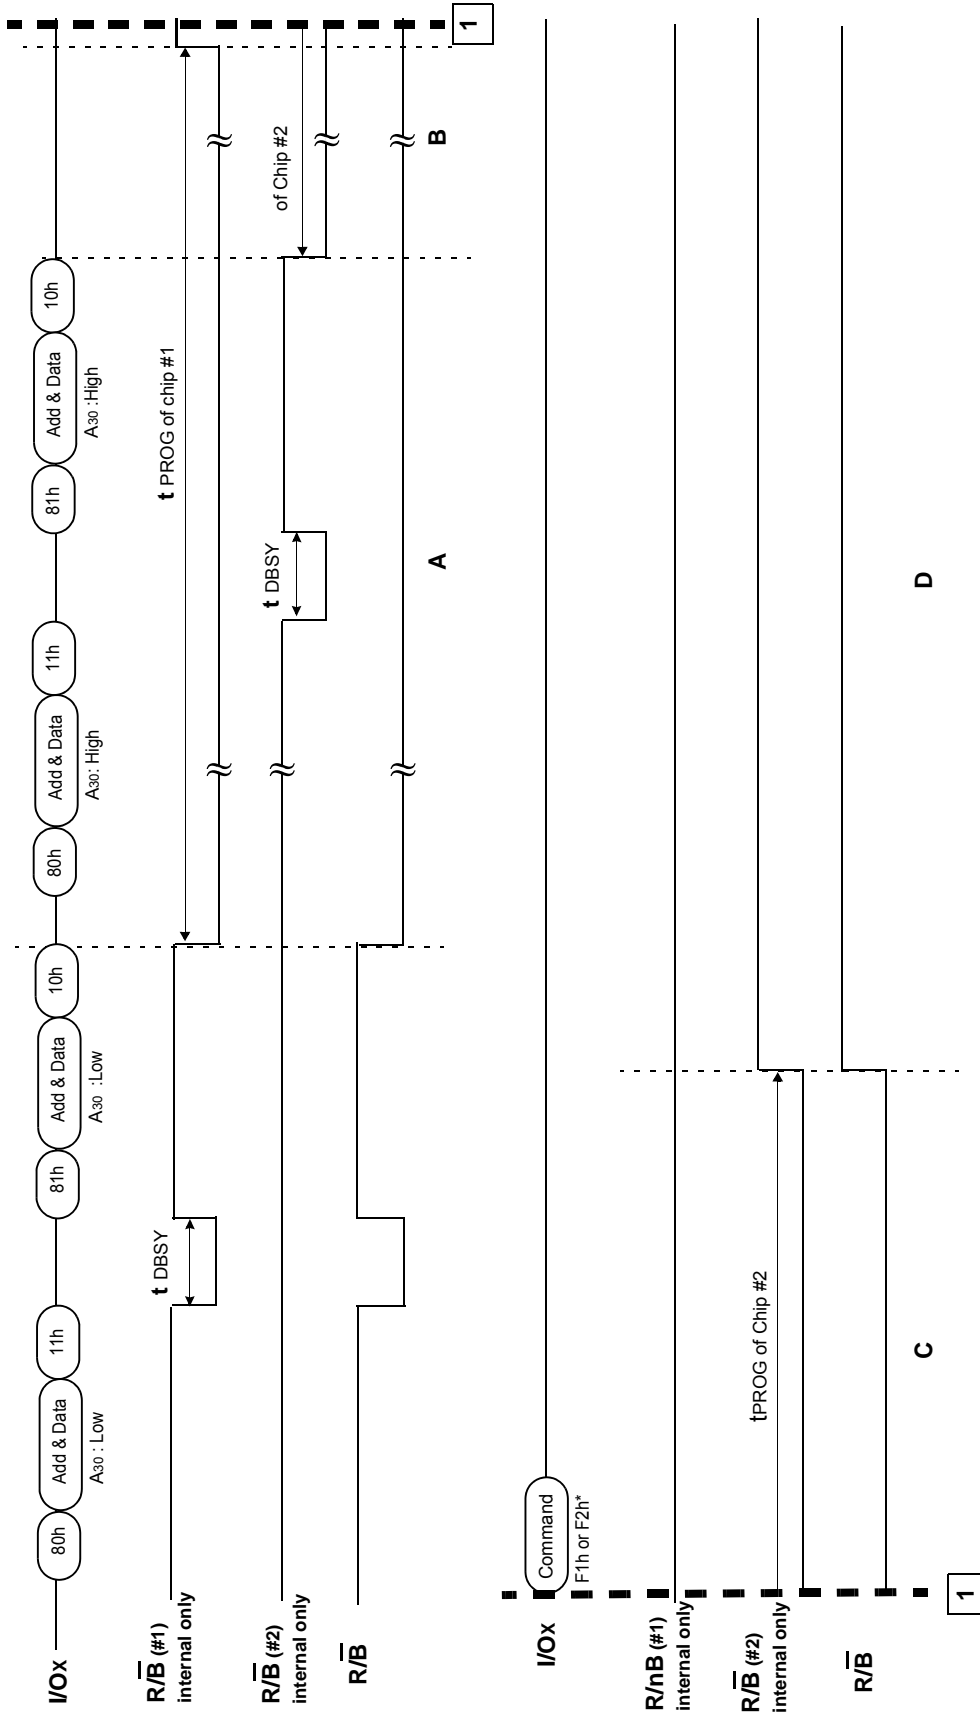 I/Ox
80h
Add & Data
11h
81h
Add & Data
10h
80h
Add & Data
11h
81h
Add & Data
10h
A30 : Low
A30 :Low
A30: High
A30 :High
R/B (#1)
internal only
t DBSY
t PROG of chip #1
R/B (#2)
internal only
t DBSY
of Chip #2
R/B
A
B
1
I/Ox
Command
F1h or F2h*
R/nB (#1)
internal only
R/B (#2)
internal only
tPROG of Chip #2
R/B
C
D
1